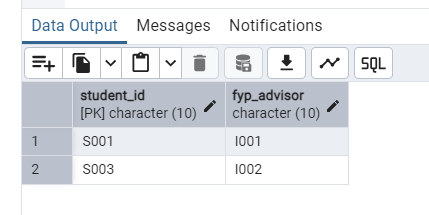 Data Output Messages Notifications
SQL
student_id fyp_advisor
[PK] character (10) character (10)
1 S001 I001
2 S003 I002